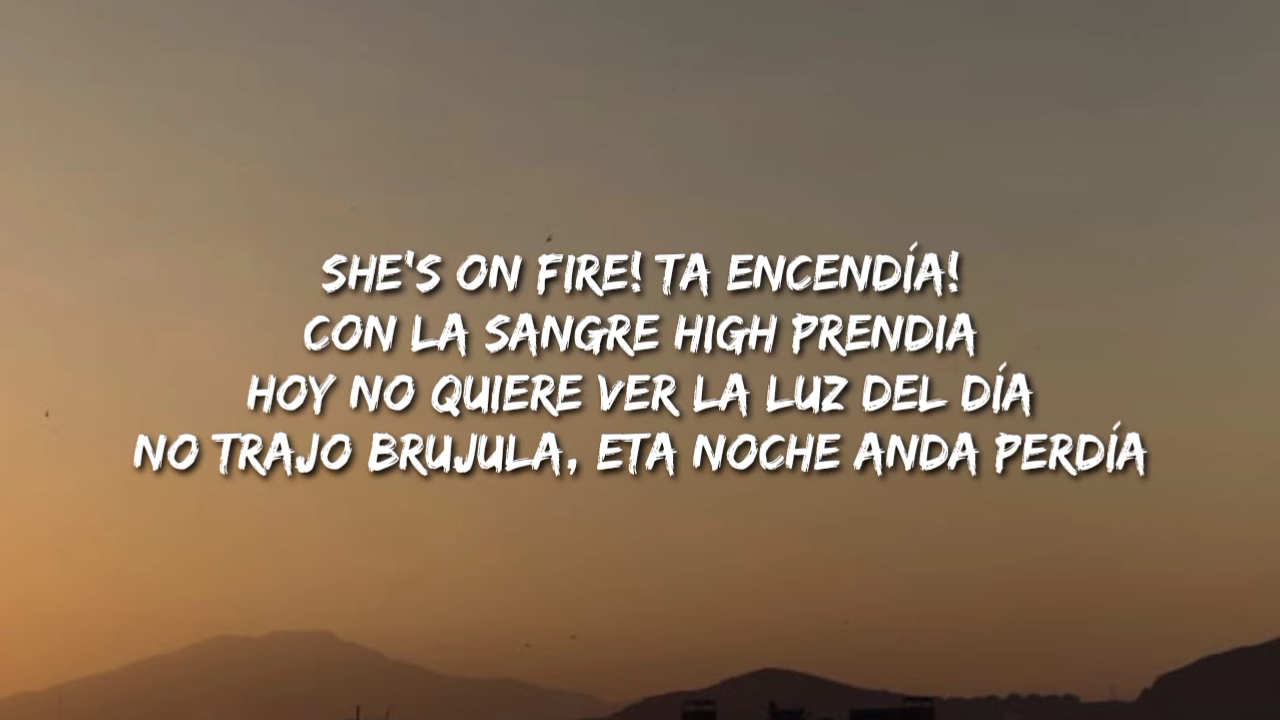 SHE'S ON FIRE! TA ENCENDÍA!
CON LA SANGRE HIGH PRENDIA
HOY NO QUIERE VER LA LUZ DEL DÍA
NO TRAJO BRUJULA, ETA NOCHE ANDA PERDÍA